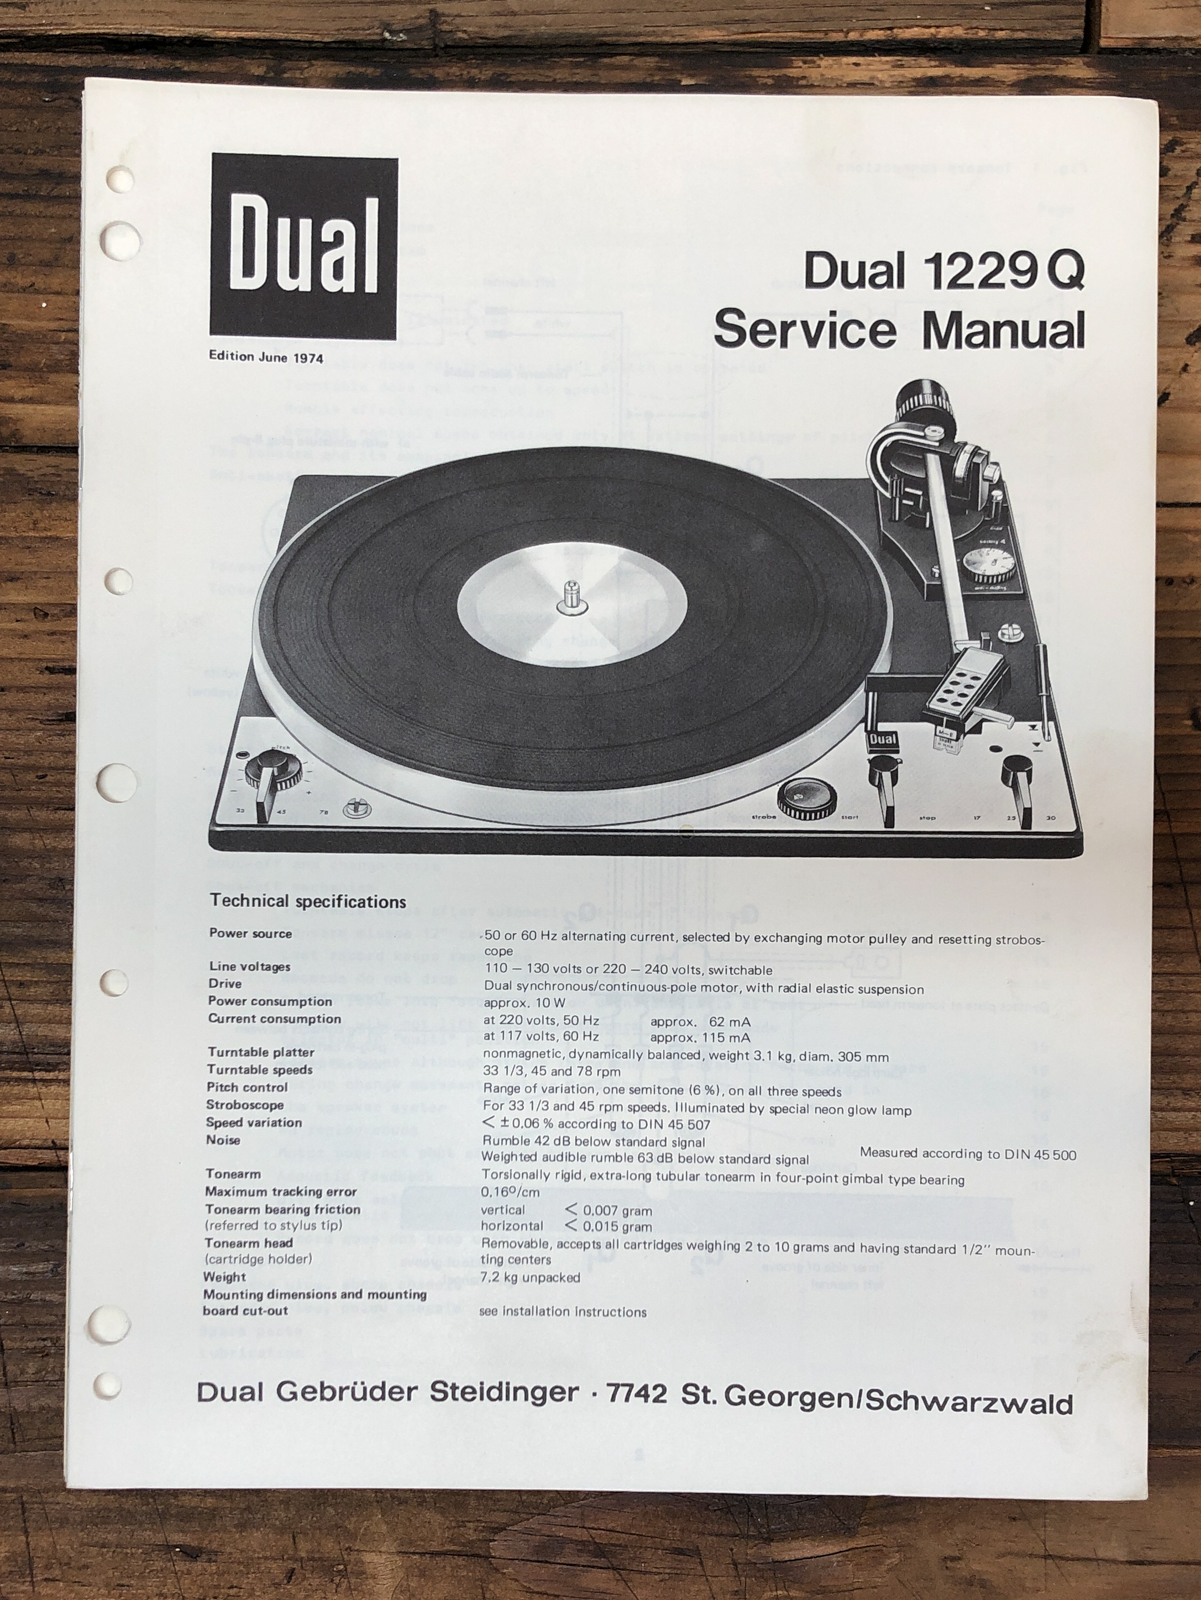 Dual
Edition June 1974
Dual 1229 Q
Service Manual
pitch
33 45 78
Dual
strobe start stop 17 25 30
Technical specifications
Power source 50 or 60 Hz alternating current, selected by exchanging motor pulley and resetting strobos-
cope
Line voltages 110 – 130 volts or 220 – 240 volts, switchable
Drive Dual synchronous/continuous-pole motor, with radial elastic suspension
Power consumption approx. 10 W
Current consumption at 220 volts, 50 Hz approx. 62 mA
at 117 volts, 60 Hz approx. 115 mA
Turntable platter nonmagnetic, dynamically balanced, weight 3.1 kg, diam. 305 mm
Turntable speeds 33 1/3, 45 and 78 rpm
Pitch control Range of variation, one semitone (6 %), on all three speeds
Stroboscope For 33 1/3 and 45 rpm speeds. Illuminated by special neon glow lamp
Speed variation < ± 0.06 % according to DIN 45 507
Noise Rumble 42 dB below standard signal
Weighted audible rumble 63 dB below standard signal Measured according to DIN 45 500
Tonearm Torsionally rigid, extra-long tubular tonearm in four-point gimbal type bearing
Maximum tracking error 0.16º/cm
Tonearm bearing friction vertical < 0.007 gram
(referred to stylus tip) horizontal < 0.015 gram
Tonearm head Removable, accepts all cartridges weighing 2 to 10 grams and having standard 1/2" moun-
(cartridge holder) ting centers
Weight 7.2 kg unpacked
Mounting dimensions and mounting
board cut-out see installation instructions
Dual Gebrüder Steidinger · 7742 St. Georgen/Schwarzwald